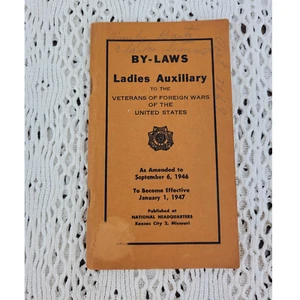 BY-LAWS
Ladies Auxiliary
TO THE
VETERANS OF FOREIGN WARS
OF THE
UNITED STATES
As Amended to
September 6, 1946
To Become Effective
January 1, 1947
Published at
NATIONAL HEADQUARTERS
Kansas City 2, Missouri